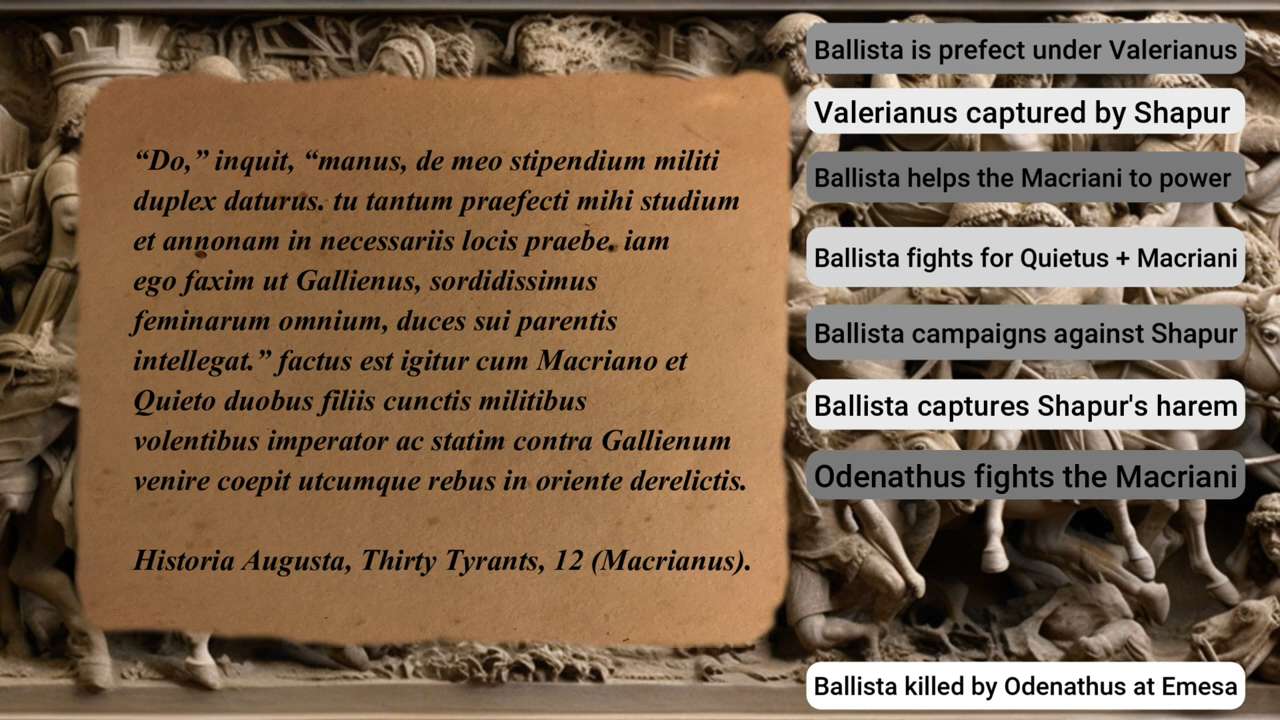 “Do,” inquit, “manus, de meo stipendium militi
duplex daturus. tu tantum praefecti mihi studium
et annonam in necessariis locis praebe. iam
ego faxim ut Gallienus, sordidissimus
feminarum omnium, duces sui parentis
intellegat.” factus est igitur cum Macriano et
Quieto duobus filiis cunctis militibus
volentibus imperator ac statim contra Gallienum
venire coepit utcumque rebus in oriente derelictis.
Historia Augusta, Thirty Tyrants, 12 (Macrianus).
Ballista is prefect under Valerianus
Valerianus captured by Shapur
Ballista helps the Macriani to power
Ballista fights for Quietus + Macriani
Ballista campaigns against Shapur
Ballista captures Shapur's harem
Odenathus fights the Macriani
Ballista killed by Odenathus at Emesa